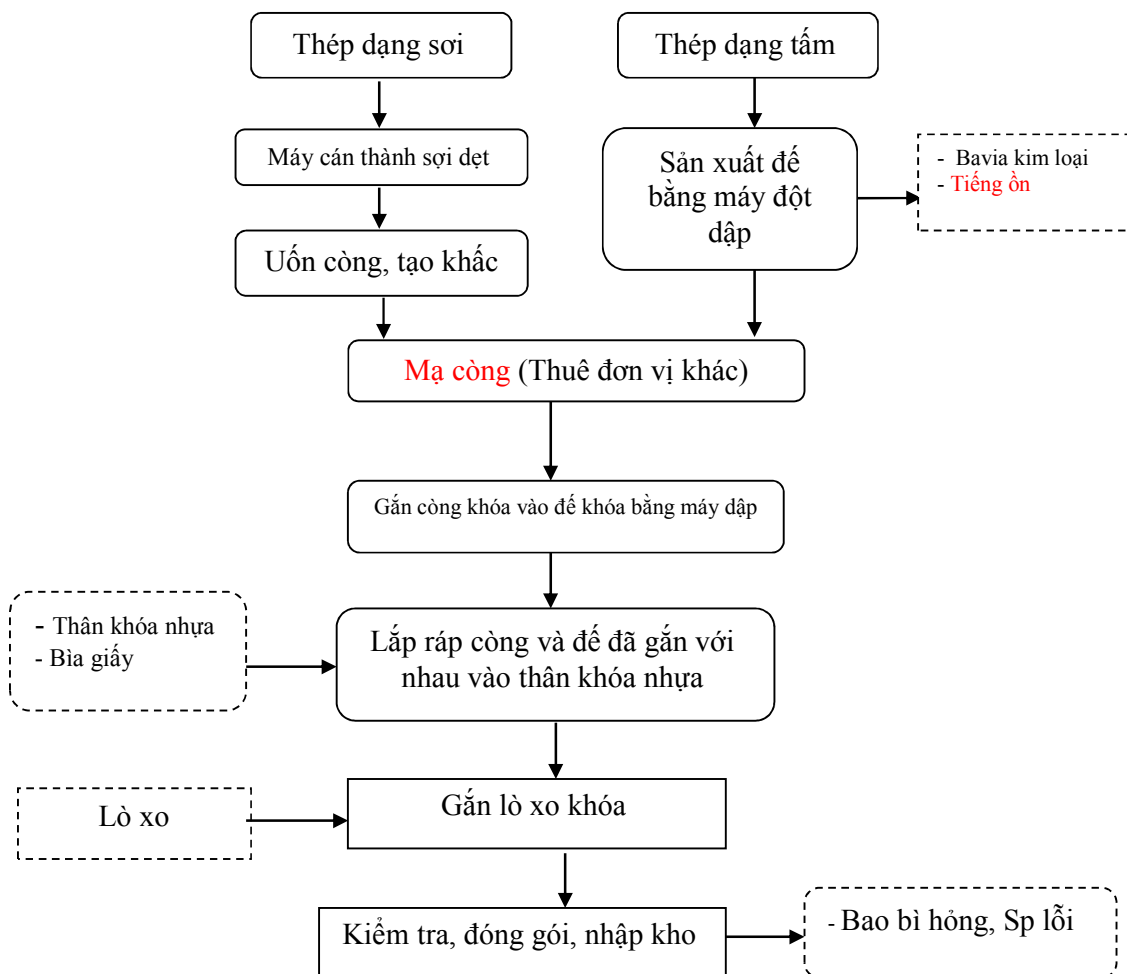 Thép dạng sơi
Thép dạng tấm
Máy cán thành sợi dẹt
Sản xuất đế
bằng máy đột
dập
- Bavia kim loại
- Tiếng ồn
Uốn còng, tạo khấc
Mạ còng (Thuê đơn vị khác)
Gắn còng khóa vào đế khóa bằng máy dập
- Thân khóa nhựa
- Bìa giấy
Lắp ráp còng và đế đã gắn với
nhau vào thân khóa nhựa
Lò xo
Gắn lò xo khóa
Kiểm tra, đóng gói, nhập kho
- Bao bì hỏng, Sp lỗi